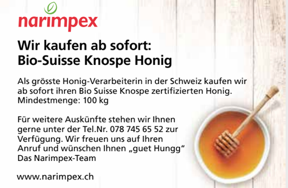 narimpex
Wir kaufen ab sofort:
Bio-Suisse Knospe Honig
Als grösste Honig-Verarbeiterin in der Schweiz kaufen wir
ab sofort ihren Bio Suisse Knospe zertifizierten Honig.
Mindestmenge: 100 kg
Für weitere Auskünfte stehen wir Ihnen
gerne unter der Tel.Nr. 078 745 65 52 zur
Verfügung. Wir freuen uns auf Ihren
Anruf und wünschen Ihnen „guet Hungg"
Das Narimpex-Team
www.narimpex.ch